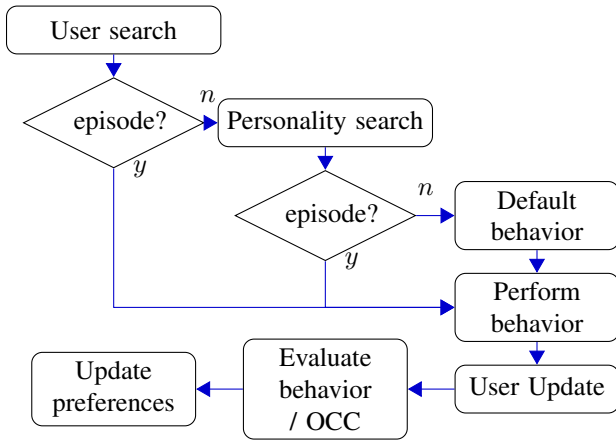 User search
episode?
n
Personality search
y
episode?
n
Default
behavior
y
Perform
behavior
Update
preferences
Evaluate
behavior
/ OCC
User Update